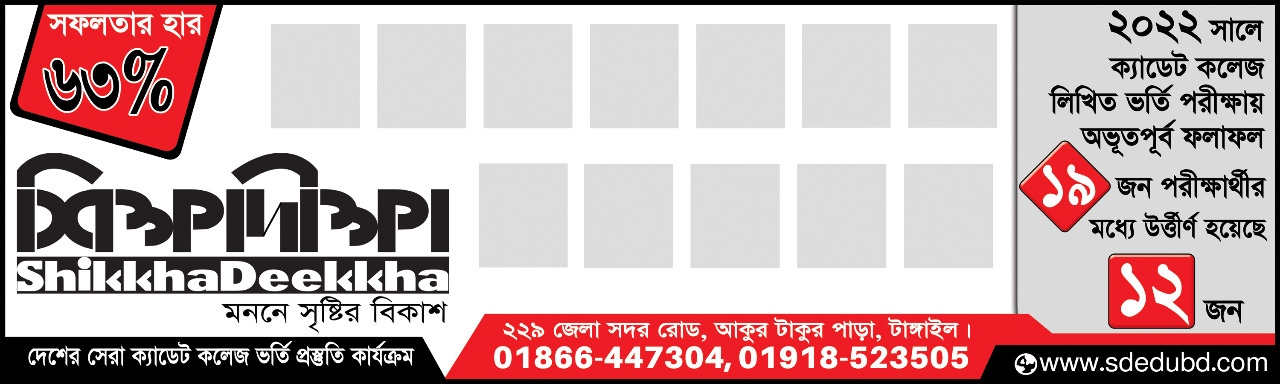 সফলতার হার
৬৩%
শিক্ষাদিক্ষা
ShikkhaDeekkha
মননে সৃষ্টির বিকাশ
দেশের সেরা ক্যাডেট কলেজ ভর্তি প্রস্তুতি কার্যক্রম
২২৯ জেলা সদর রোড, আকুর টাকুর পাড়া, টাঙ্গাইল।
01866-447304, 01918-523505
২০২২ সালে
ক্যাডেট কলেজ
লিখিত ভর্তি পরীক্ষায়
অভূতপূর্ব ফলাফল
১৯ জন পরীক্ষার্থীর
মধ্যে উর্ত্তীর্ণ হয়েছে
১২ জন
www.sdedubd.com